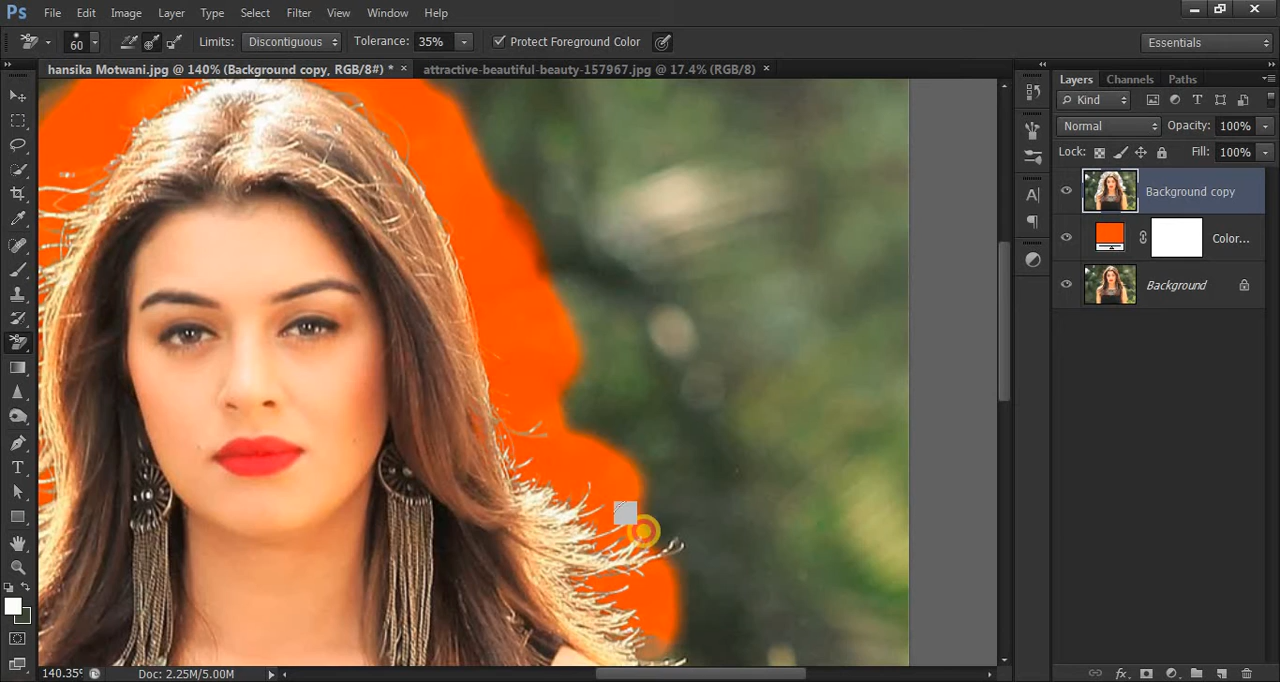 Ps File Edit Image Layer Type Select Filter View Window Help
60 Limits: Discontiguous Tolerance: 35% Protect Foreground Color Essentials
hansika Motwani.jpg @ 140% (Background copy, RGB/8#) * × attractive-beautiful-beauty-157967.jpg @ 17.4% (RGB/8) ×
Layers Channels Paths
Kind
Normal Opacity: 100%
Lock: Fill: 100%
Background copy
Color...
Background
140.35% Doc: 2.25M/5.00M